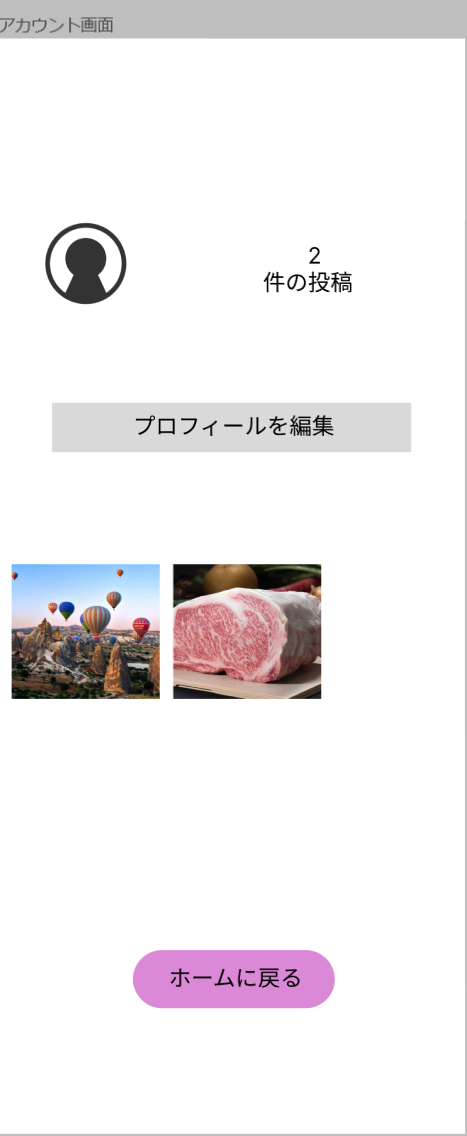 アカウント画面
2
件の投稿
プロフィールを編集
ホームに戻る